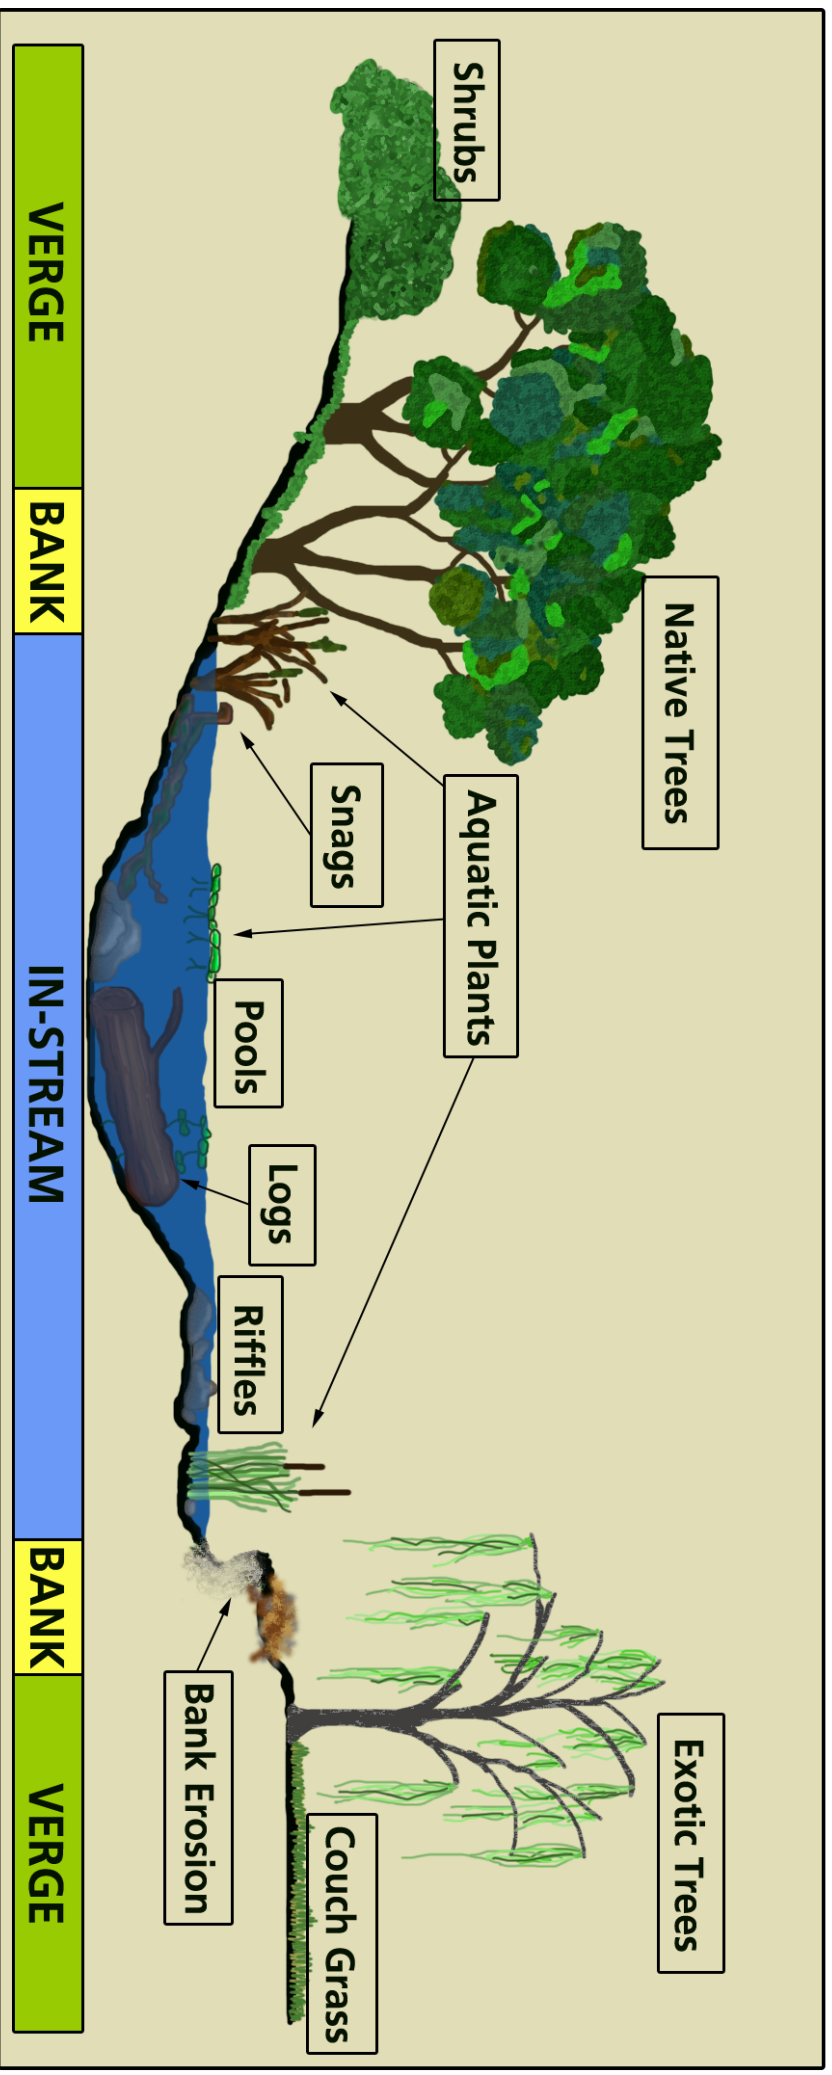 Shrubs
Native Trees
Exotic Trees
Aquatic Plants
Snags
Pools
Logs
Riffles
Couch Grass
Bank Erosion
VERGE
BANK
IN-STREAM
BANK
VERGE